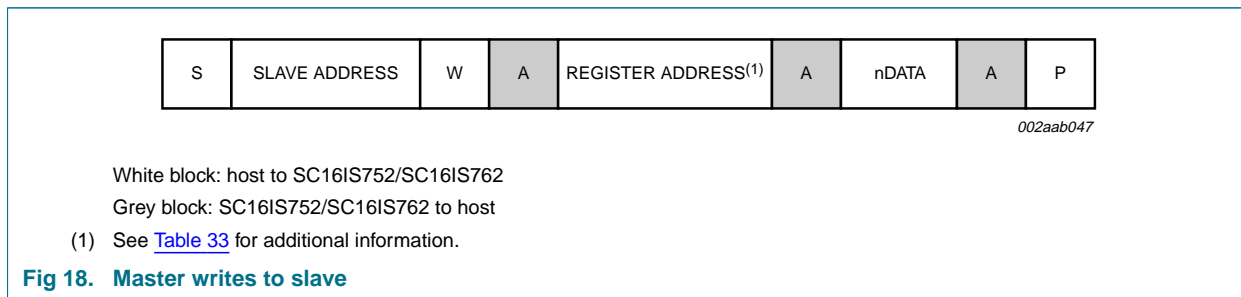 S SLAVE ADDRESS W A REGISTER ADDRESS(1) A nDATA A P
002aab047
White block: host to SC16IS752/SC16IS762
Grey block: SC16IS752/SC16IS762 to host
(1) See Table 33 for additional information.
Fig 18. Master writes to slave